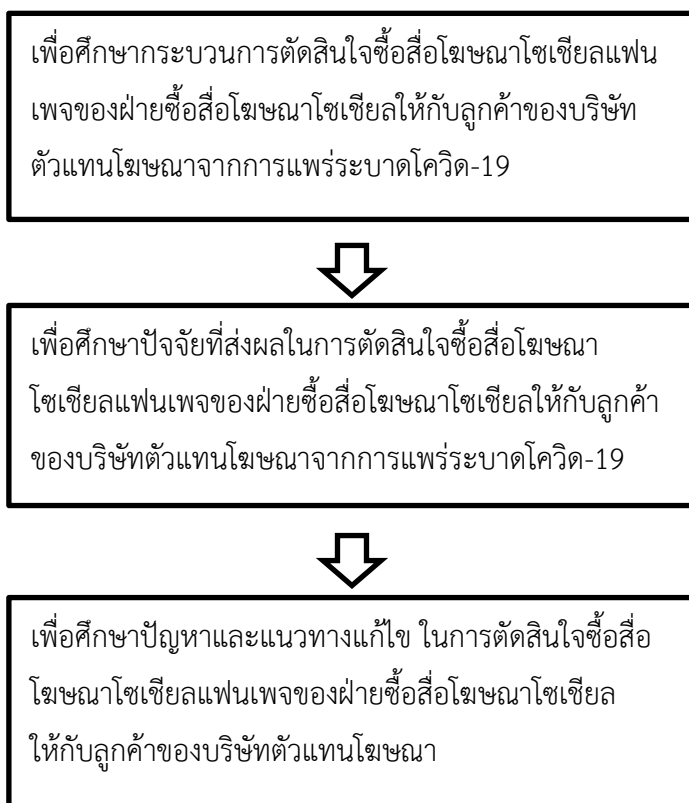 เพื่อศึกษากระบวนการตัดสินใจซื้อสื่อโฆษณาโซเชียลแฟน
เพจของฝ่ายซื้อสื่อโฆษณาโซเชียลให้กับลูกค้าของบริษัท
ตัวแทนโฆษณาจากการแพร่ระบาดโควิด-19
เพื่อศึกษาปัจจัยที่ส่งผลในการตัดสินใจซื้อสื่อโฆษณา
โซเชียลแฟนเพจของฝ่ายซื้อสื่อโฆษณาโซเชียลให้กับลูกค้า
ของบริษัทตัวแทนโฆษณาจากการแพร่ระบาดโควิด-19
เพื่อศึกษาปัญหาและแนวทางแก้ไข ในการตัดสินใจซื้อสื่อ
โฆษณาโซเชียลแฟนเพจของฝ่ายซื้อสื่อโฆษณาโซเชียล
ให้กับลูกค้าของบริษัทตัวแทนโฆษณา